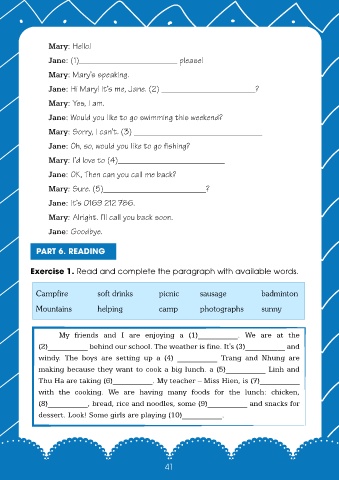 Mary: Hello!
Jane: (1)_________________________ please!
Mary: Mary's speaking.
Jane: Hi Mary! It's me, Jane. (2) ________________________?
Mary: Yes, I am.
Jane: Would you like to go swimming this weekend?
Mary: Sorry, I can't. (3) _________________________________
Jane: Oh, so, would you like to go fishing?
Mary: I'd love to (4)___________________________
Jane: OK, Then can you call me back?
Mary: Sure. (5)__________________________?
Jane: It's 0169 212 786.
Mary: Alright. I'll call you back soon.
Jane: Goodbye.
PART 6. READING
Exercise 1. Read and complete the paragraph with available words.
Campfire soft drinks picnic sausage badminton
Mountains helping camp photographs sunny
My friends and I are enjoying a (1)__________. We are at the
(2)__________ behind our school. The weather is fine. It's (3)__________ and
windy. The boys are setting up a (4) __________ Trang and Nhung are
making because they want to cook a big lunch. a (5)__________ Linh and
Thu Ha are taking (6)__________. My teacher – Miss Hien, is (7)__________
with the cooking. We are having many foods for the lunch: chicken,
(8)__________, bread, rice and noodles, some (9)__________ and snacks for
dessert. Look! Some girls are playing (10)__________.
41